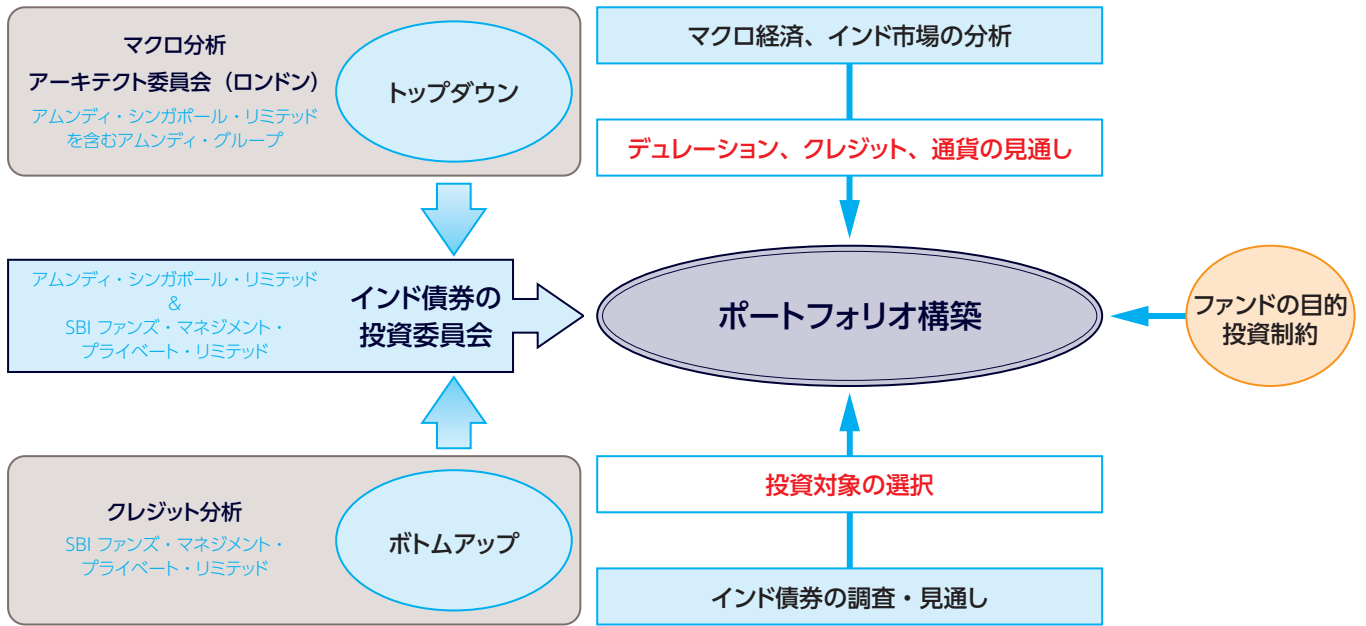 マクロ分析
アーキテクト委員会（ロンドン）
アムンディ・シンガポール・リミテッド
を含むアムンディ・グループ
トップダウン
マクロ経済、インド市場の分析
デュレーション、クレジット、通貨の見通し
アムンディ・シンガポール・リミテッド
&
SBI ファンズ・マネジメント・
プライベート・リミテッド
インド債券の
投資委員会
ポートフォリオ構築
ファンドの目的
投資制約
クレジット分析
SBI ファンズ・マネジメント・
プライベート・リミテッド
ボトムアップ
投資対象の選択
インド債券の調査・見通し